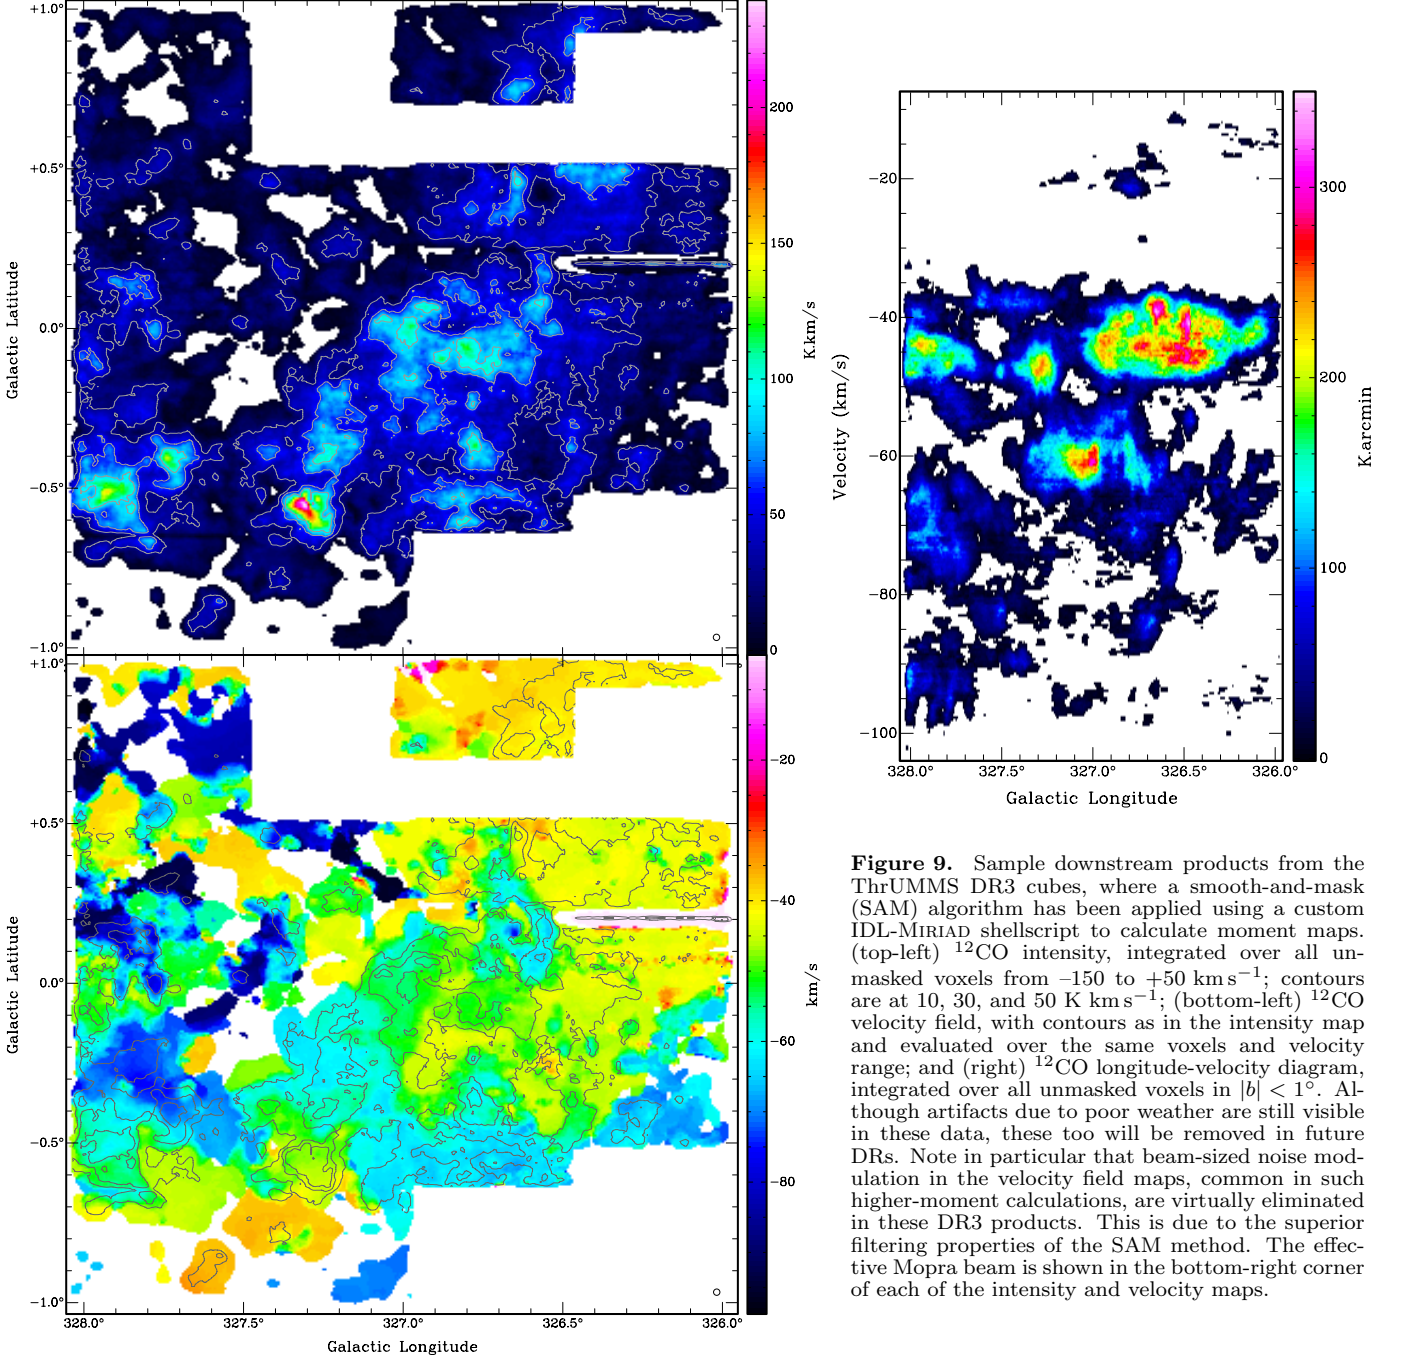 +1.0°
+0.5°
0.0°
−0.5°
−1.0°
Galactic Latitude
200
150
100
50
0
K.km/s
+1.0°
+0.5°
0.0°
−0.5°
−1.0°
Galactic Latitude
328.0°
327.5°
327.0°
326.5°
326.0°
Galactic Longitude
−20
−40
−60
−80
km/s
−20
−40
−60
−80
−100
Velocity (km/s)
328.0°
327.5°
327.0°
326.5°
326.0°
Galactic Longitude
300
200
100
0
K.arcmin
Figure 9. Sample downstream products from the
ThrUMMS DR3 cubes, where a smooth-and-mask
(SAM) algorithm has been applied using a custom
IDL-MIRIAD shellscript to calculate moment maps.
(top-left) ¹²CO intensity, integrated over all un-
masked voxels from –150 to +50 km s⁻¹; contours
are at 10, 30, and 50 K km s⁻¹; (bottom-left) ¹²CO
velocity field, with contours as in the intensity map
and evaluated over the same voxels and velocity
range; and (right) ¹²CO longitude-velocity diagram,
integrated over all unmasked voxels in |b| < 1°. Al-
though artifacts due to poor weather are still visible
in these data, these too will be removed in future
DRs. Note in particular that beam-sized noise mod-
ulation in the velocity field maps, common in such
higher-moment calculations, are virtually eliminated
in these DR3 products. This is due to the superior
filtering properties of the SAM method. The effec-
tive Mopra beam is shown in the bottom-right corner
of each of the intensity and velocity maps.